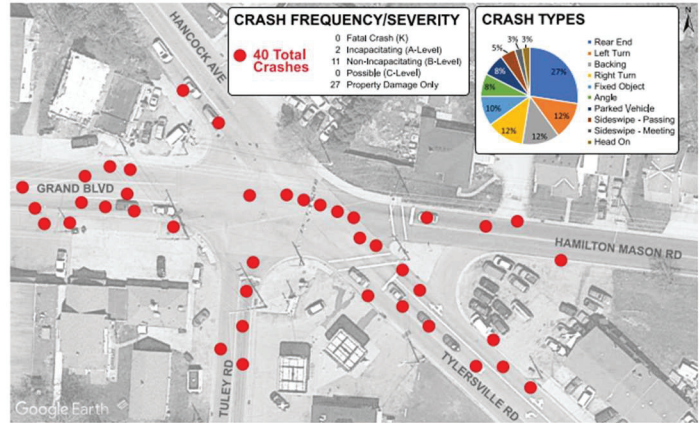 HANCOCK AVE
CRASH FREQUENCY/SEVERITY
40 Total
Crashes
0 Fatal Crash (K)
2 Incapacitating (A-Level)
11 Non-Incapacitating (B-Level)
0 Possible (C-Level)
27 Property Damage Only
CRASH TYPES
N
3%
3%
5%
8%
8%
10%
12%
12%
12%
27%
Rear End
Left Turn
Backing
Right Turn
Fixed Object
Angle
Parked Vehicle
Sideswipe - Passing
Sideswipe - Meeting
Head On
GRAND BLVD
HAMILTON MASON RD
TULEY RD
TYLERSVILLE RD
Google Earth